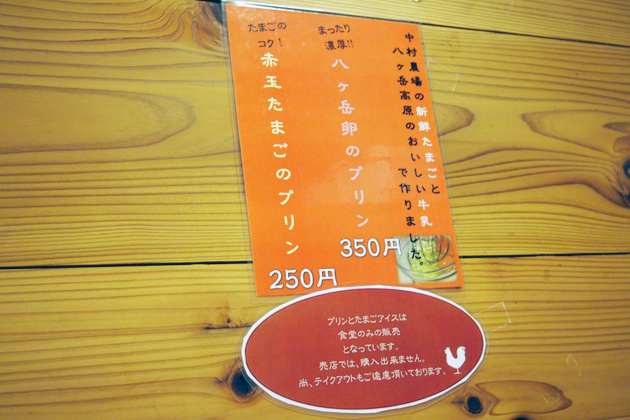 中村農場の新鮮たまごと
八ヶ岳高原のおいしい牛乳
で作りました。
まったり
濃厚!!
八ヶ岳卵のプリン
350円
たまごの
コク!
赤玉たまごのプリン
250円
プリンとたまごアイスは
食堂のみの販売
となっています。
売店では、購入出来ません。
尚、テイクアウトもご遠慮頂いております。